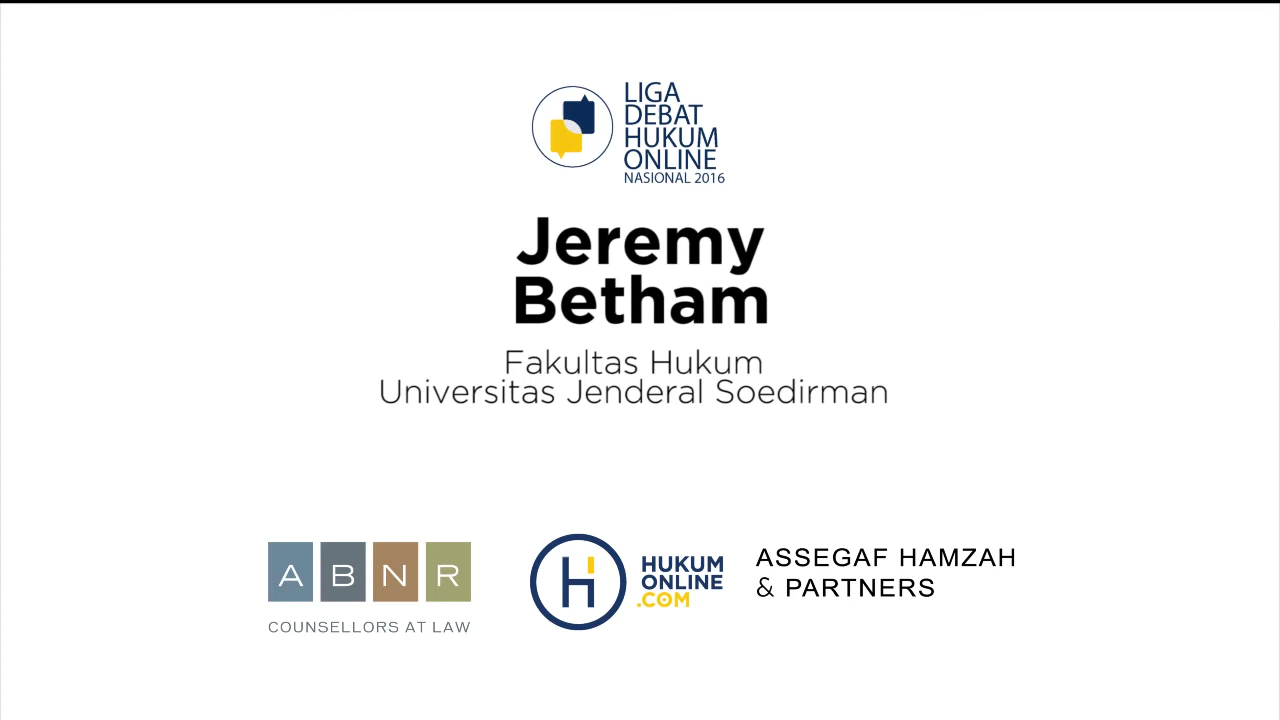 LIGA
DEBAT
HUKUM
ONLINE
NASIONAL 2016
Jeremy
Betham
Fakultas Hukum
Universitas Jenderal Soedirman
A B N R
COUNSELLORS AT LAW
H
HUKUM
ONLINE
.COM
ASSEGAF HAMZAH
& PARTNERS